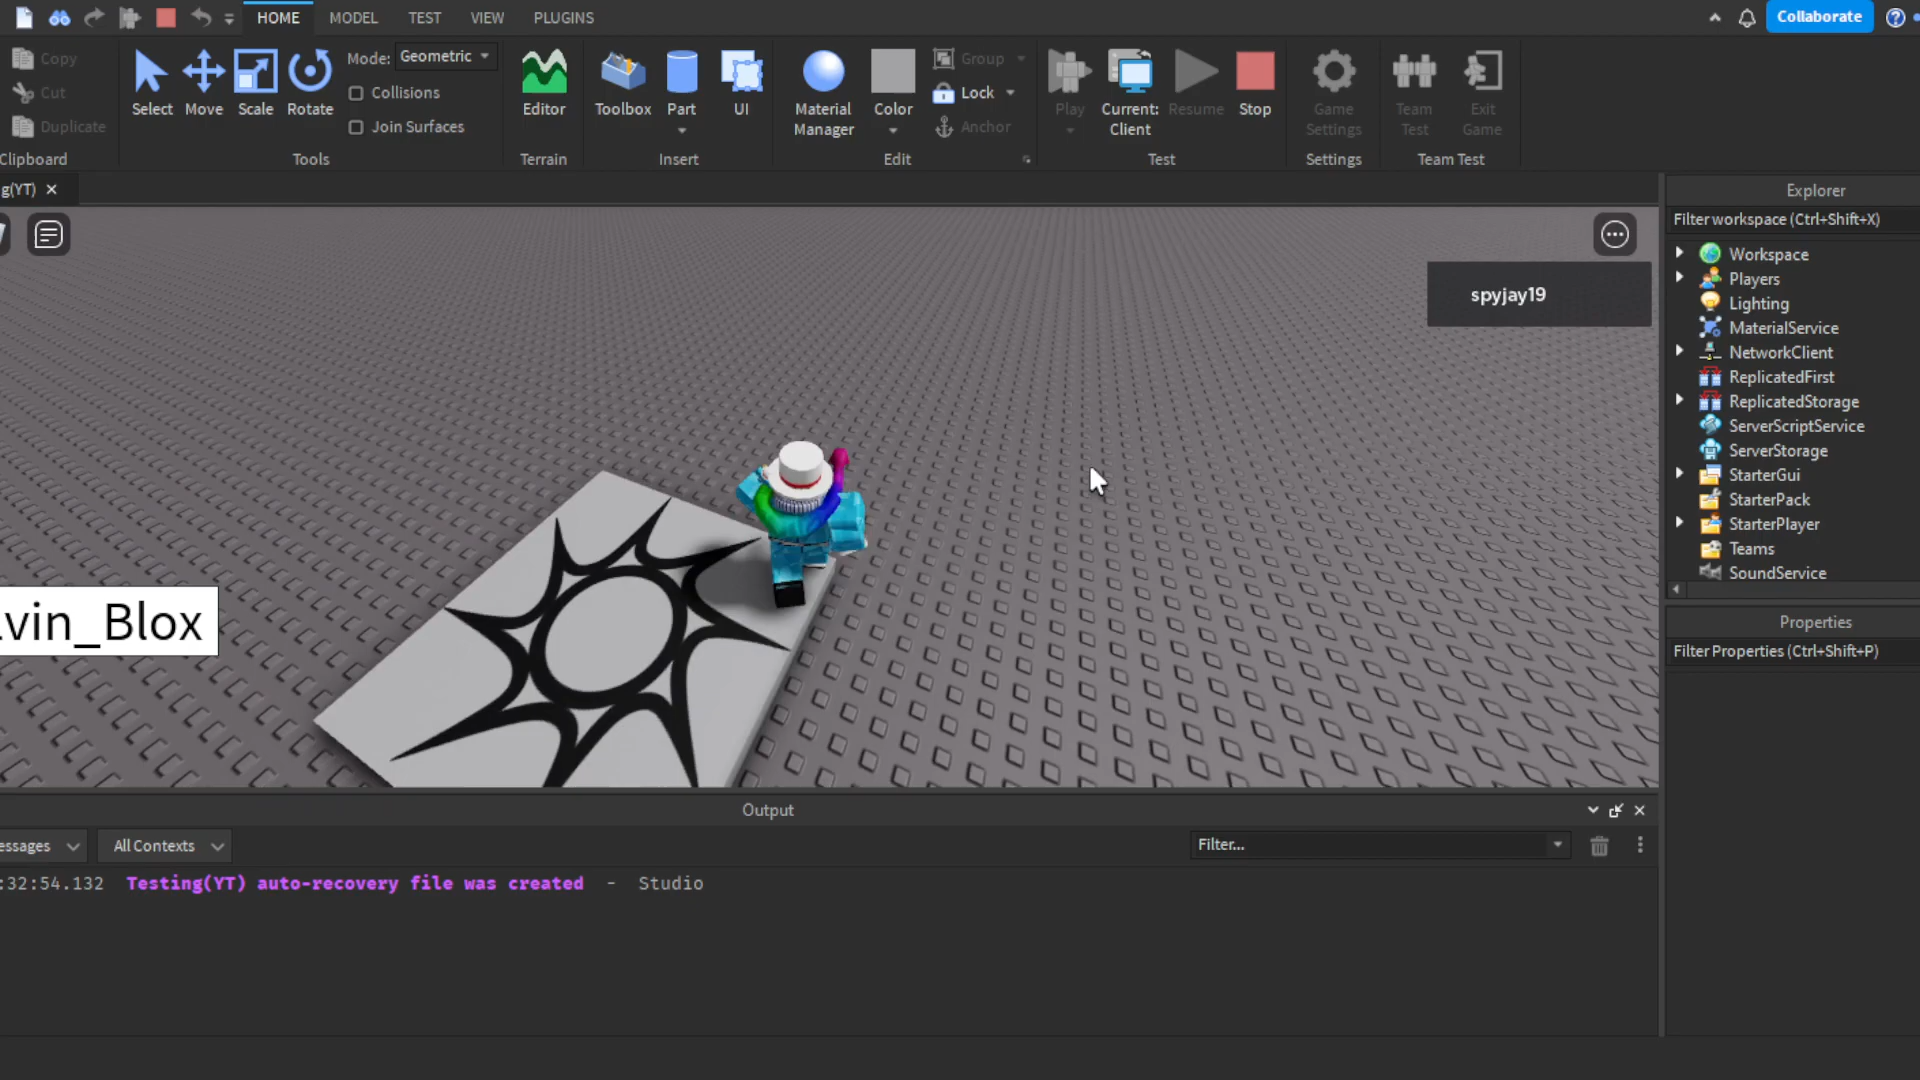 HOME MODEL TEST VIEW PLUGINS Collaborate
Copy
Cut
Duplicate
Clipboard
Select Move Scale Rotate
Mode: Geometric
Collisions
Join Surfaces
Tools
Editor
Terrain
Toolbox Part UI
Insert
Material Manager
Color
Group
Lock
Anchor
Edit
Play
Current: Client
Resume
Stop
Test
Game Settings
Settings
Team Test
Exit Game
Team Test
g(YT)
spyjay19
vin_Blox
Explorer
Filter workspace (Ctrl+Shift+X)
Workspace
Players
Lighting
MaterialService
NetworkClient
ReplicatedFirst
ReplicatedStorage
ServerScriptService
ServerStorage
StarterGui
StarterPack
StarterPlayer
Teams
SoundService
Properties
Filter Properties (Ctrl+Shift+P)
Output
essages All Contexts Filter...
:32:54.132 Testing(YT) auto-recovery file was created - Studio